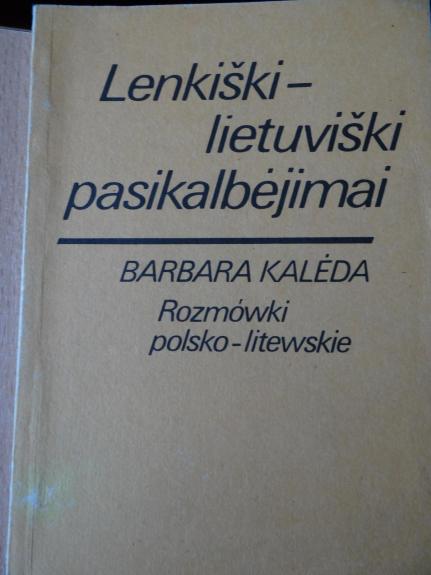 Lenkiški–
lietuviški
pasikalbėjimai
BARBARA KALĖDA
Rozmówki
polsko-litewskie